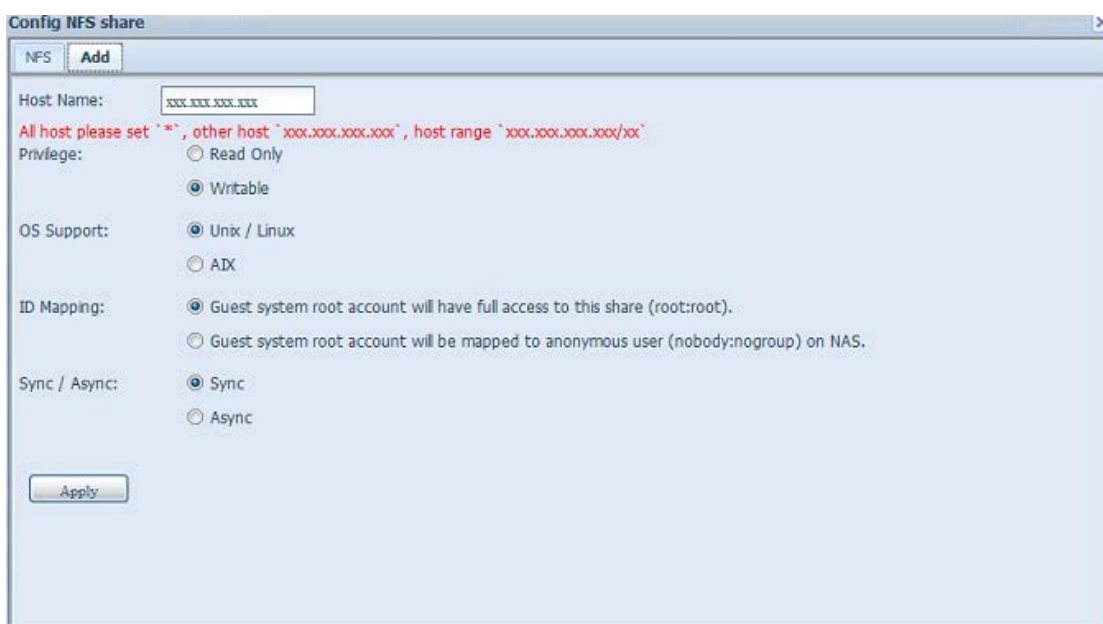 Config NFS share
NFS Add
Host Name: xxx.xxx.xxx.xxx
All host please set `*`, other host `xxx.xxx.xxx.xxx`, host range `xxx.xxx.xxx.xxx/xx`
Privilege: Read Only
Writable
OS Support: Unix / Linux
AIX
ID Mapping: Guest system root account will have full access to this share (root:root).
Guest system root account will be mapped to anonymous user (nobody:nogroup) on NAS.
Sync / Async: Sync
Async
Apply